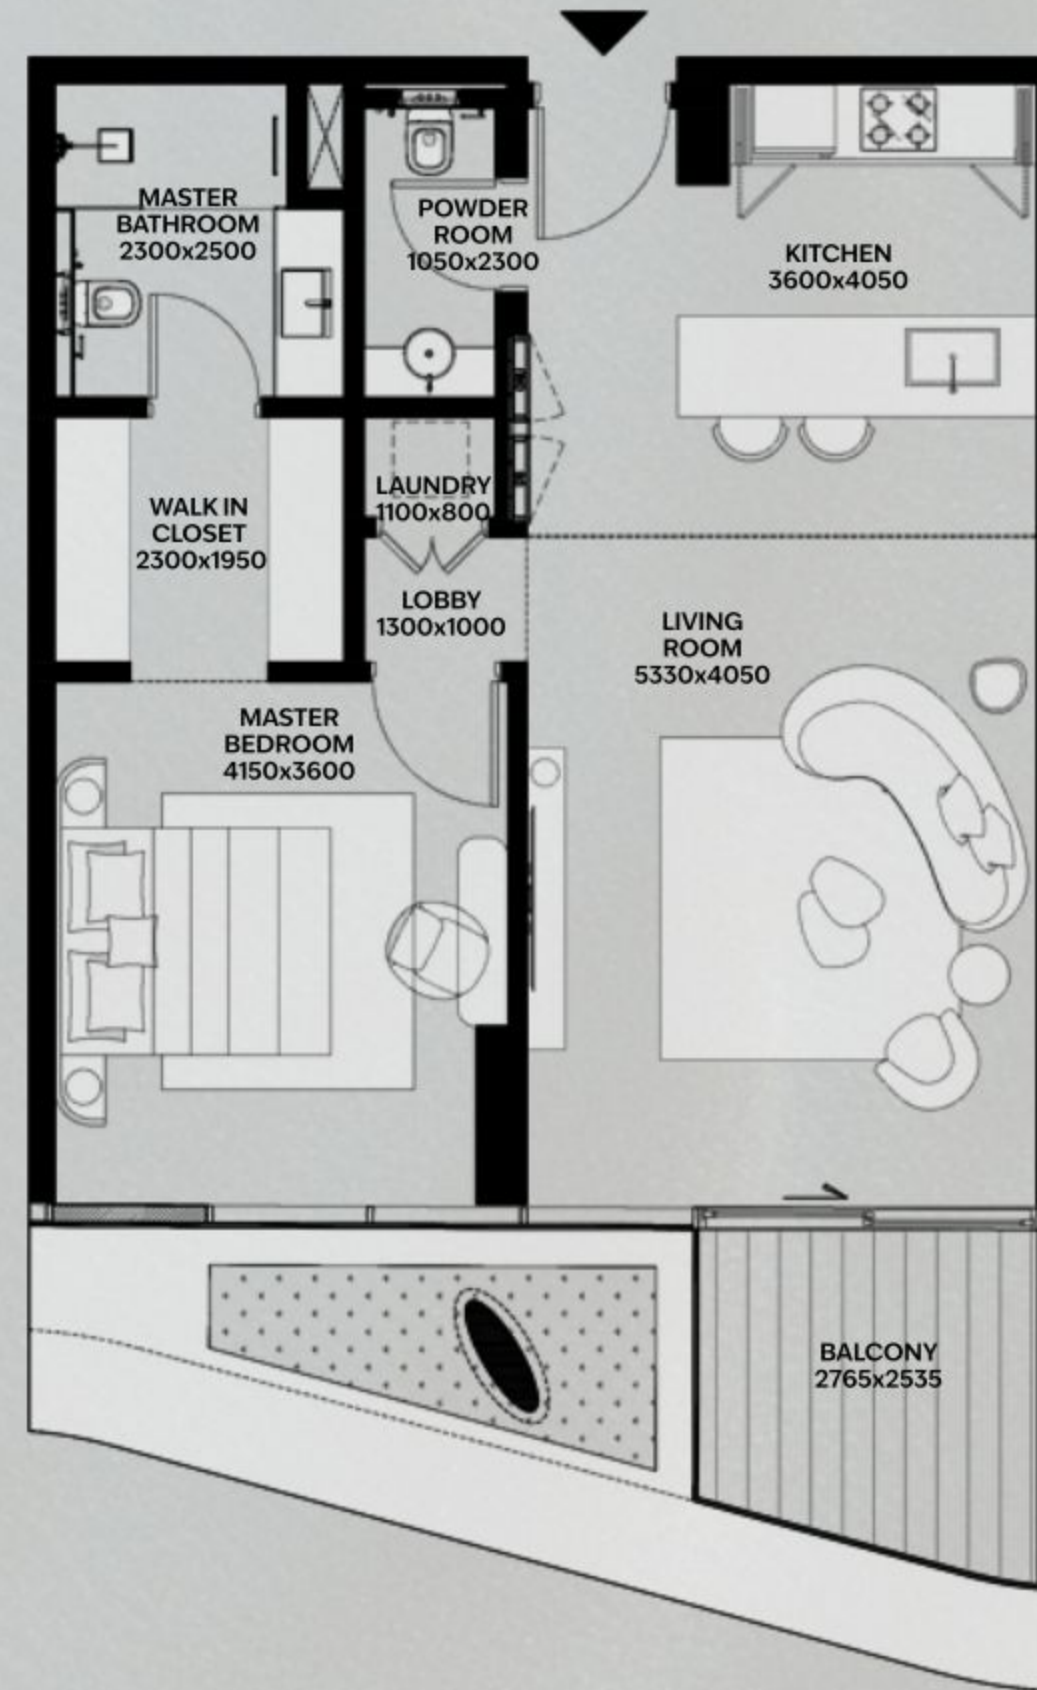 MASTER
BATHROOM
2300x2500
POWDER
ROOM
1050x2300
KITCHEN
3600x4050
WALK IN
CLOSET
2300x1950
LAUNDRY
1100x800
LOBBY
1300x1000
LIVING
ROOM
5330x4050
MASTER
BEDROOM
4150x3600
BALCONY
2765x2535